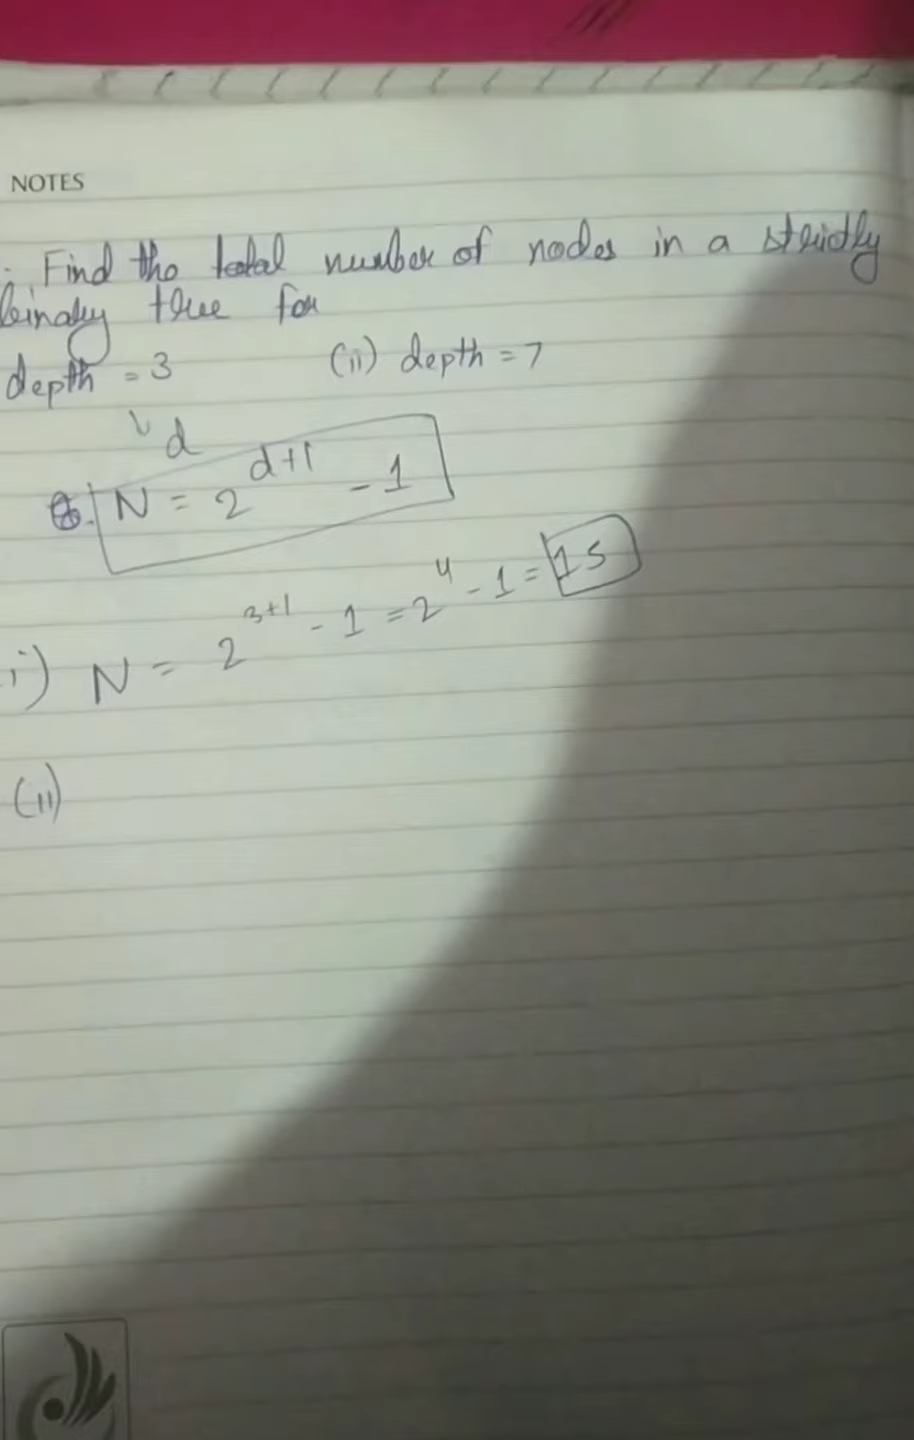 NOTES
Find the total number of nodes in a strictly
binary tree for
depth = 3 (ii) depth = 7
d
N = 2^{d+1} - 1
i) N = 2^{3+1} - 1 = 2^4 - 1 = 15
(ii)